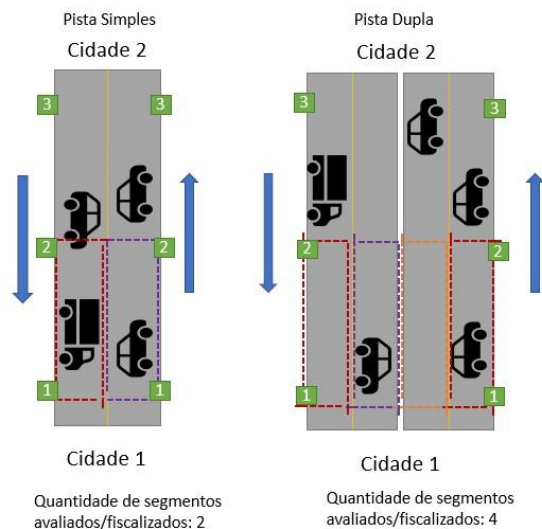 Pista Simples
Cidade 2
3 3
2 2
1 1
Cidade 1
Quantidade de segmentos
avaliados/fiscalizados: 2
Pista Dupla
Cidade 2
3 3
2 2
1 1
Cidade 1
Quantidade de segmentos
avaliados/fiscalizados: 4